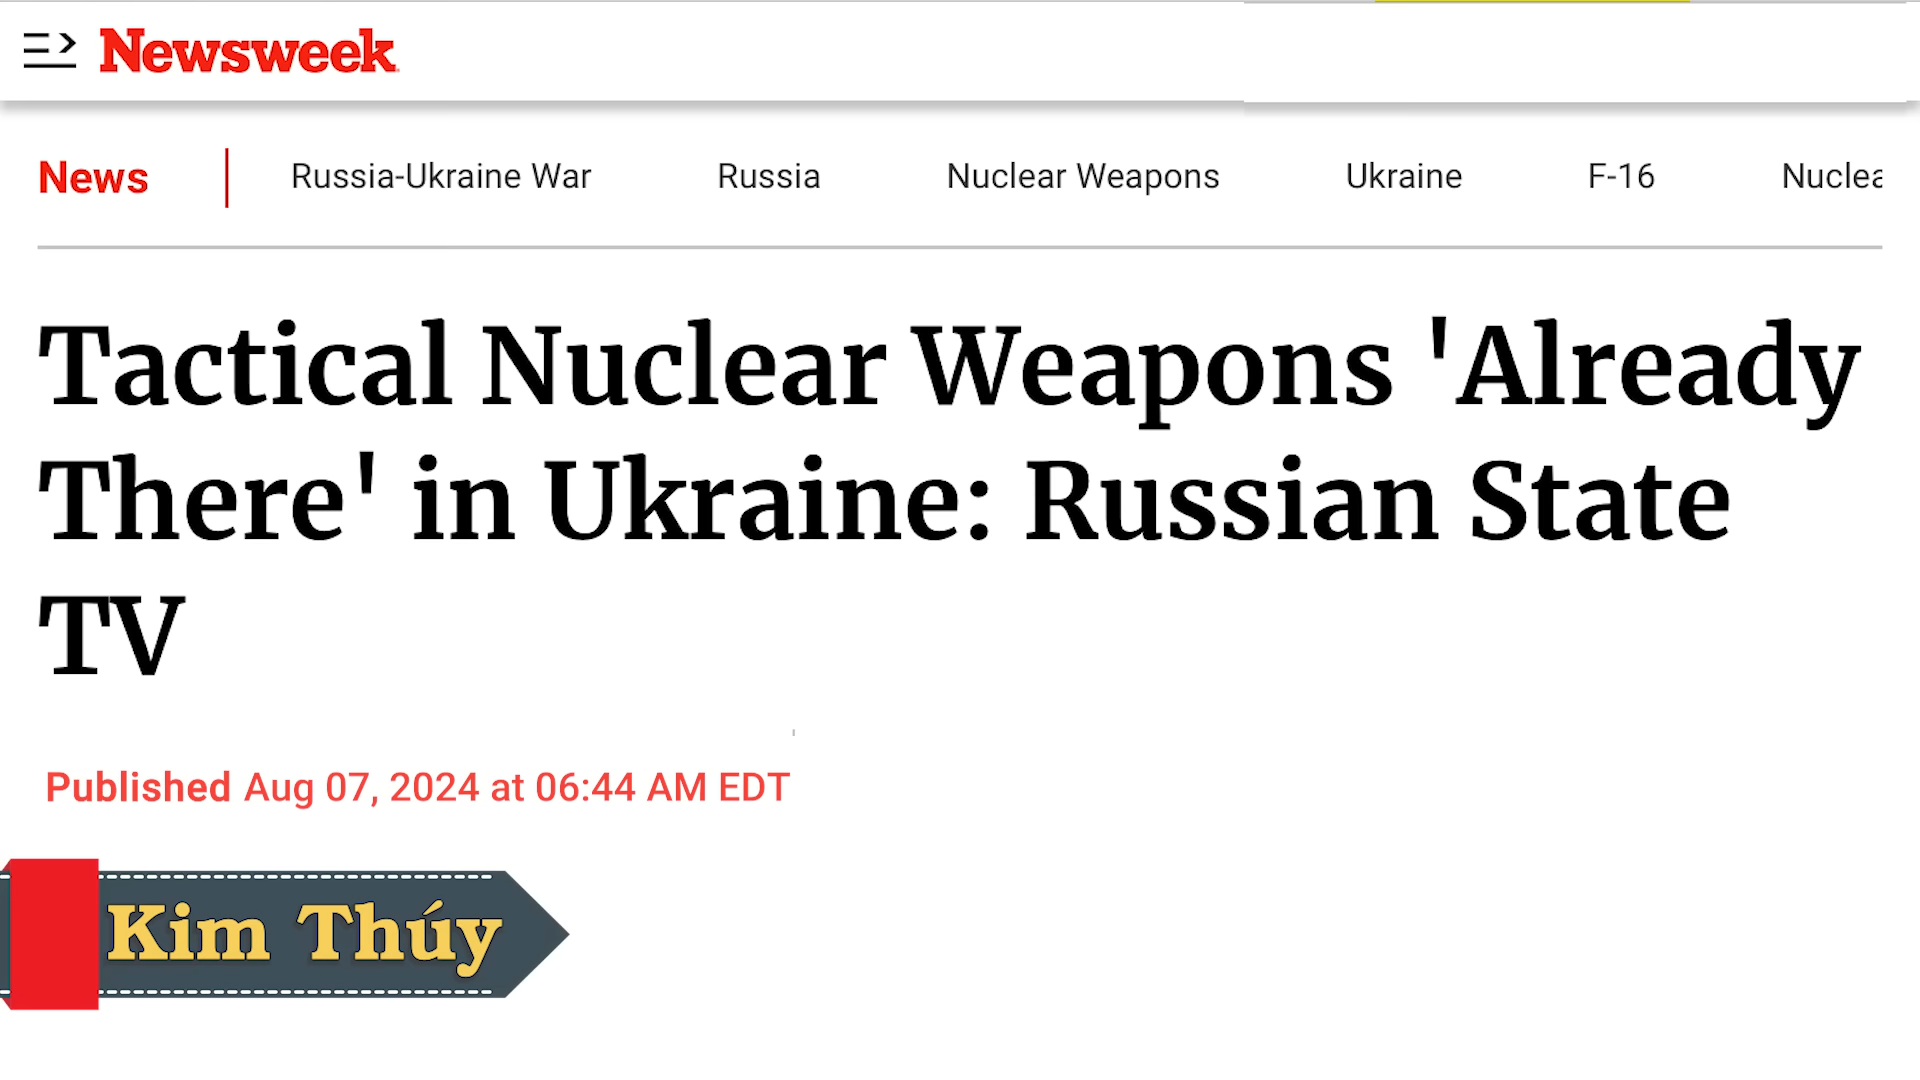 Newsweek
News Russia-Ukraine War Russia Nuclear Weapons Ukraine F-16 Nuclea
Tactical Nuclear Weapons 'Already
There' in Ukraine: Russian State
TV
Published Aug 07, 2024 at 06:44 AM EDT
Kim Thúy